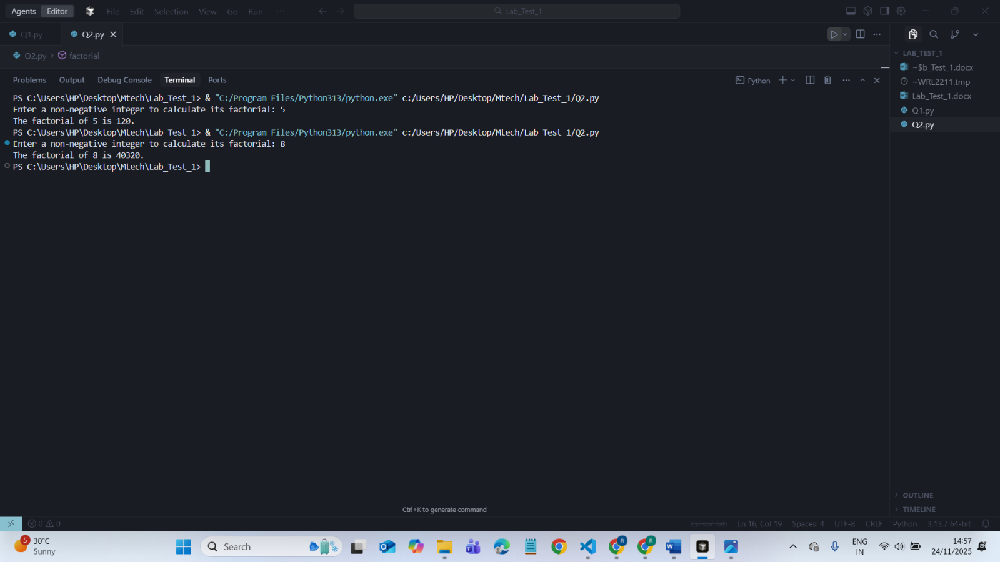 Agents Editor File Edit Selection View Go Run ··· Lab_Test_1
Q1.py Q2.py
Q2.py > factorial
Problems Output Debug Console Terminal Ports Python
PS C:\Users\HP\Desktop\Mtech\Lab_Test_1> & "C:/Program Files/Python313/python.exe" c:/Users/HP/Desktop/Mtech/Lab_Test_1/Q2.py
Enter a non-negative integer to calculate its factorial: 5
The factorial of 5 is 120.
PS C:\Users\HP\Desktop\Mtech\Lab_Test_1> & "C:/Program Files/Python313/python.exe" c:/Users/HP/Desktop/Mtech/Lab_Test_1/Q2.py
Enter a non-negative integer to calculate its factorial: 8
The factorial of 8 is 40320.
PS C:\Users\HP\Desktop\Mtech\Lab_Test_1>
Ctrl+K to generate command
LAB_TEST_1
~$b_Test_1.docx
~WRL2211.tmp
Lab_Test_1.docx
Q1.py
Q2.py
OUTLINE
TIMELINE
0 0 Cursor Tab Ln 16, Col 19 Spaces: 4 UTF-8 CRLF Python 3.13.7 64-bit
5 30°C
Sunny
Search
R R
ENG
IN
14:57
24/11/2025